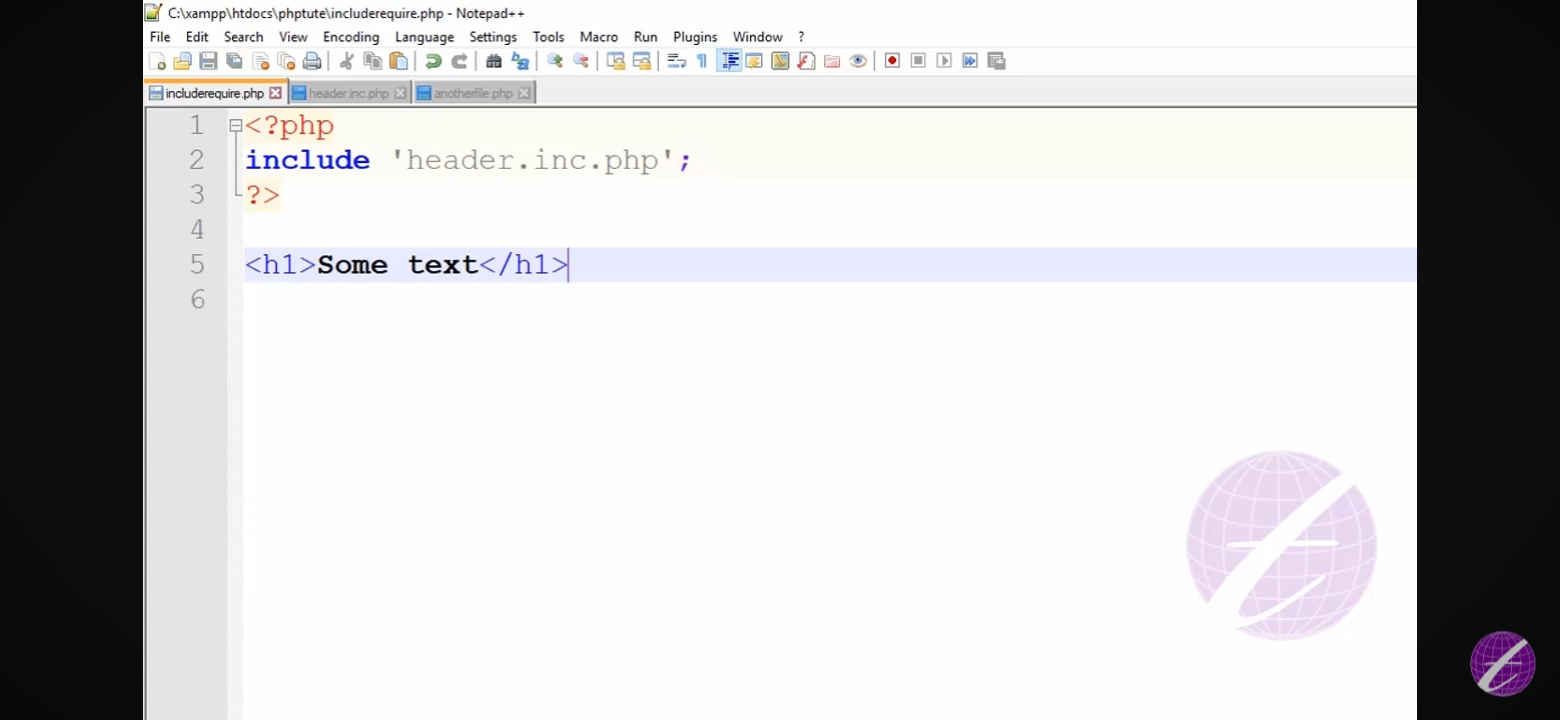 C:\xampp\htdocs\phptute\includerequire.php - Notepad++
File Edit Search View Encoding Language Settings Tools Macro Run Plugins Window ?
includerequire.php header.inc.php anotherfile.php
1 <?php
2 include 'header.inc.php';
3 ?>
4
5 <h1>Some text</h1>
6